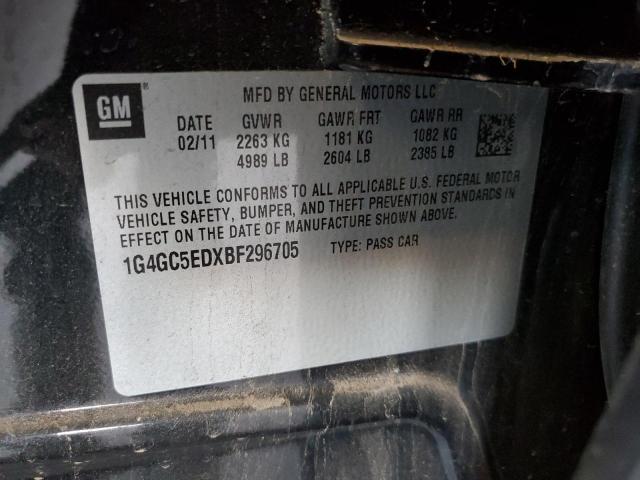 GM® MFD BY GENERAL MOTORS LLC
DATE GVWR GAWR FRT GAWR RR
02/11 2263 KG 1181 KG 1082 KG
4989 LB 2604 LB 2385 LB
THIS VEHICLE CONFORMS TO ALL APPLICABLE U.S. FEDERAL MOTOR
VEHICLE SAFETY, BUMPER, AND THEFT PREVENTION STANDARDS IN
EFFECT ON THE DATE OF MANUFACTURE SHOWN ABOVE.
1G4GC5EDXBF296705 TYPE: PASS CAR